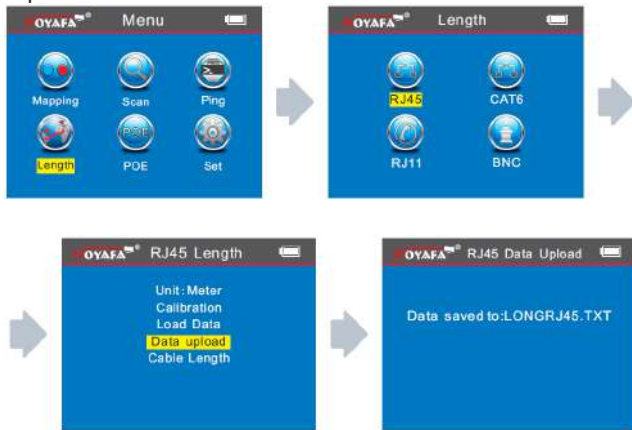 NOYAFA® Menu
Mapping Scan Ping
POE
Length POE Set
NOYAFA® Length
RJ45 CAT6
RJ11 BNC
NOYAFA® RJ45 Length
Unit:Meter
Calibration
Load Data
Data upload
Cable Length
NOYAFA® RJ45 Data Upload
Data saved to:LONGRJ45.TXT